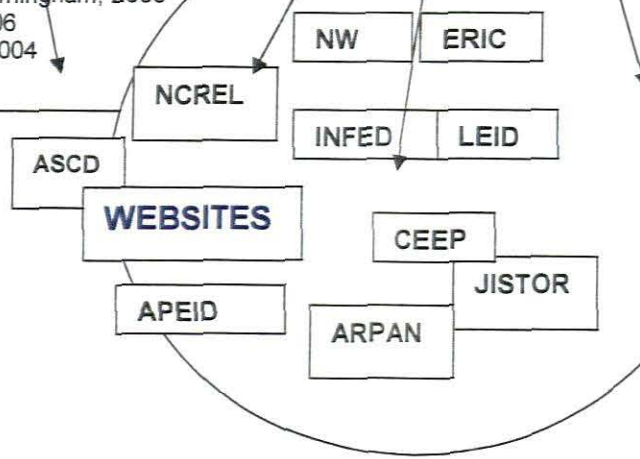 NW
ERIC
NCREL
INFED
LEID
ASCD
WEBSITES
CEEP
JISTOR
APEID
ARPAN
004